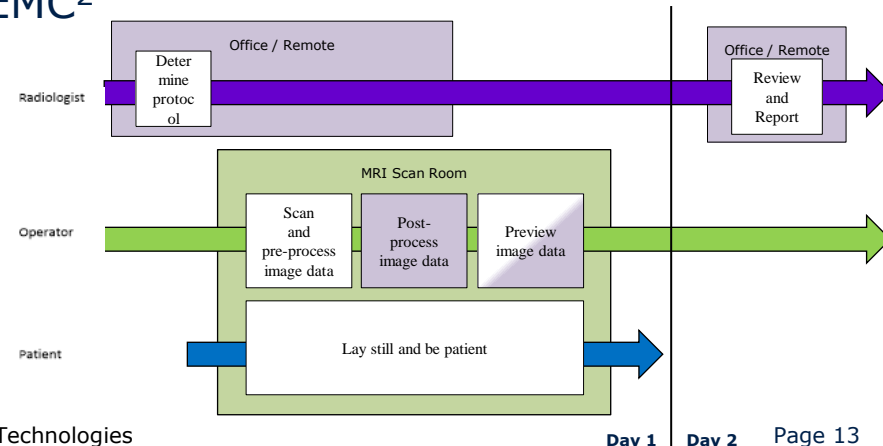 EMC²
Office / Remote
Office / Remote
Radiologist
Deter
mine
protoc
ol
Review
and
Report
MRI Scan Room
Operator
Scan
and
pre-process
image data
Post-
process
image data
Preview
image data
Patient
Lay still and be patient
Technologies
Day 1
Day 2
Page 13